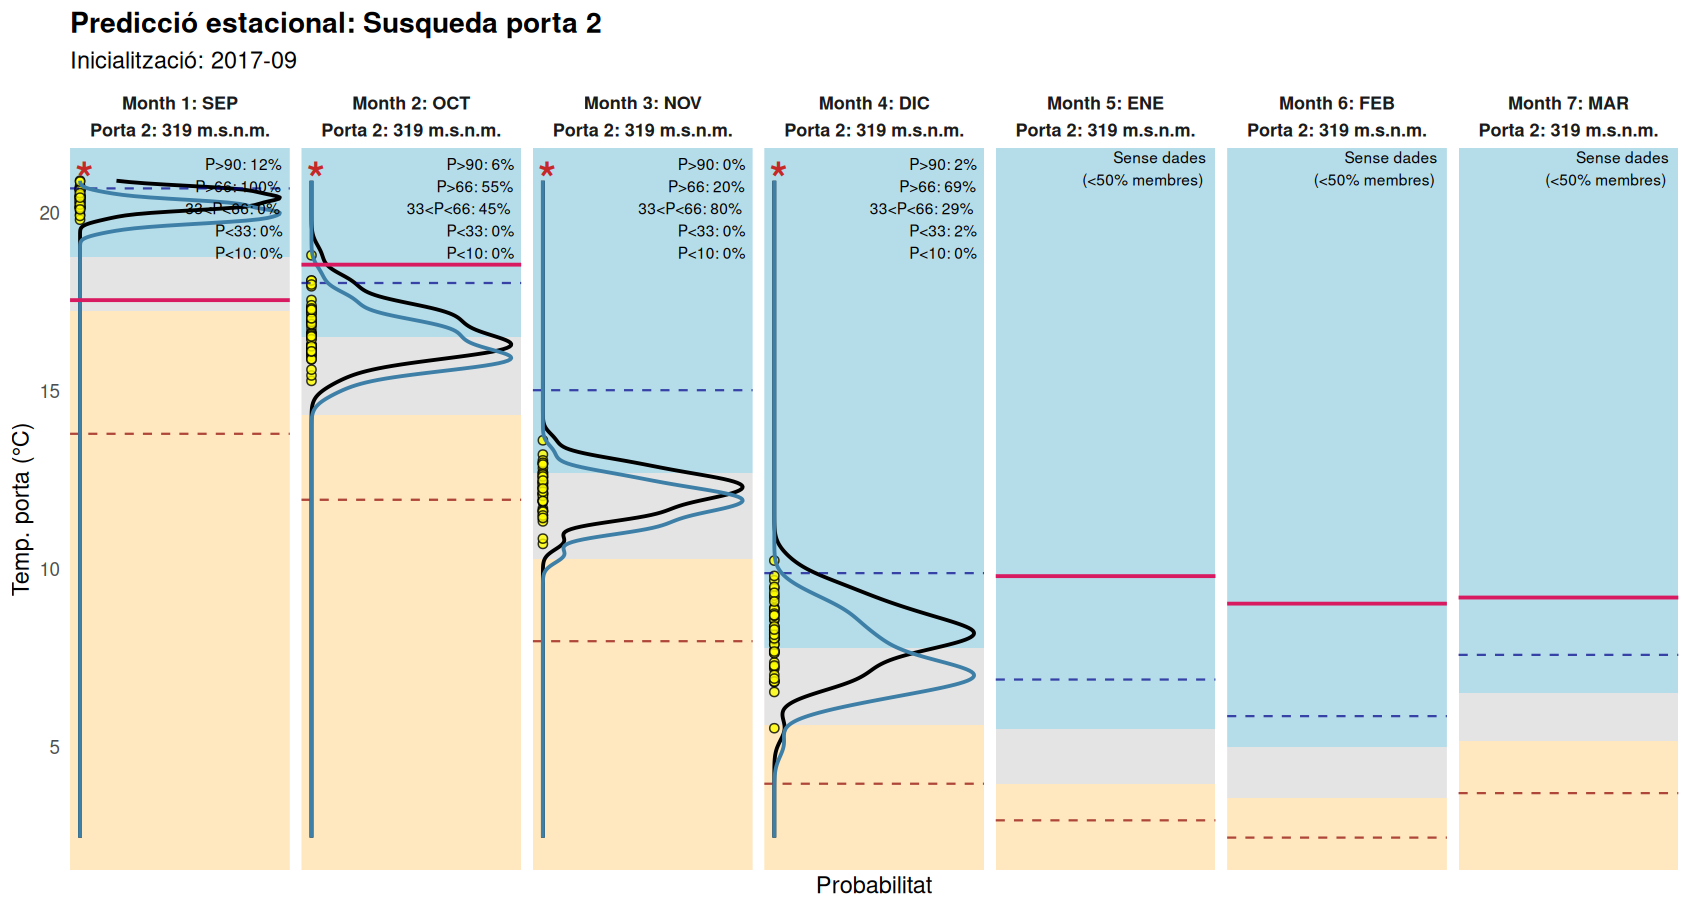 Predicció estacional: Susqueda porta 2
Inicialització: 2017-09
Month 1: SEP
Porta 2: 319 m.s.n.m.
Month 2: OCT
Porta 2: 319 m.s.n.m.
Month 3: NOV
Porta 2: 319 m.s.n.m.
Month 4: DIC
Porta 2: 319 m.s.n.m.
Month 5: ENE
Porta 2: 319 m.s.n.m.
Month 6: FEB
Porta 2: 319 m.s.n.m.
Month 7: MAR
Porta 2: 319 m.s.n.m.
*
P>90: 12%
P>66: 100%
33<P<66: 0%
P<33: 0%
P<10: 0%
*
P>90: 6%
P>66: 55%
33<P<66: 45%
P<33: 0%
P<10: 0%
*
P>90: 0%
P>66: 20%
33<P<66: 80%
P<33: 0%
P<10: 0%
*
P>90: 2%
P>66: 69%
33<P<66: 29%
P<33: 2%
P<10: 0%
Sense dades
(<50% membres)
Sense dades
(<50% membres)
Sense dades
(<50% membres)
20
15
10
5
Temp. porta (°C)
Probabilitat